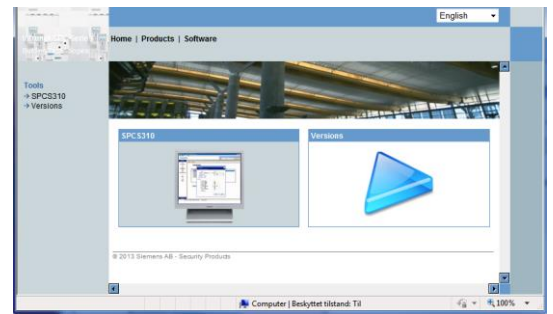 English
Home | Products | Software
Tools
SPCS310
Versions
SPCS310
Versions
© 2013 Siemens AB - Security Products
Computer | Beskyttet tilstand: Til
100%